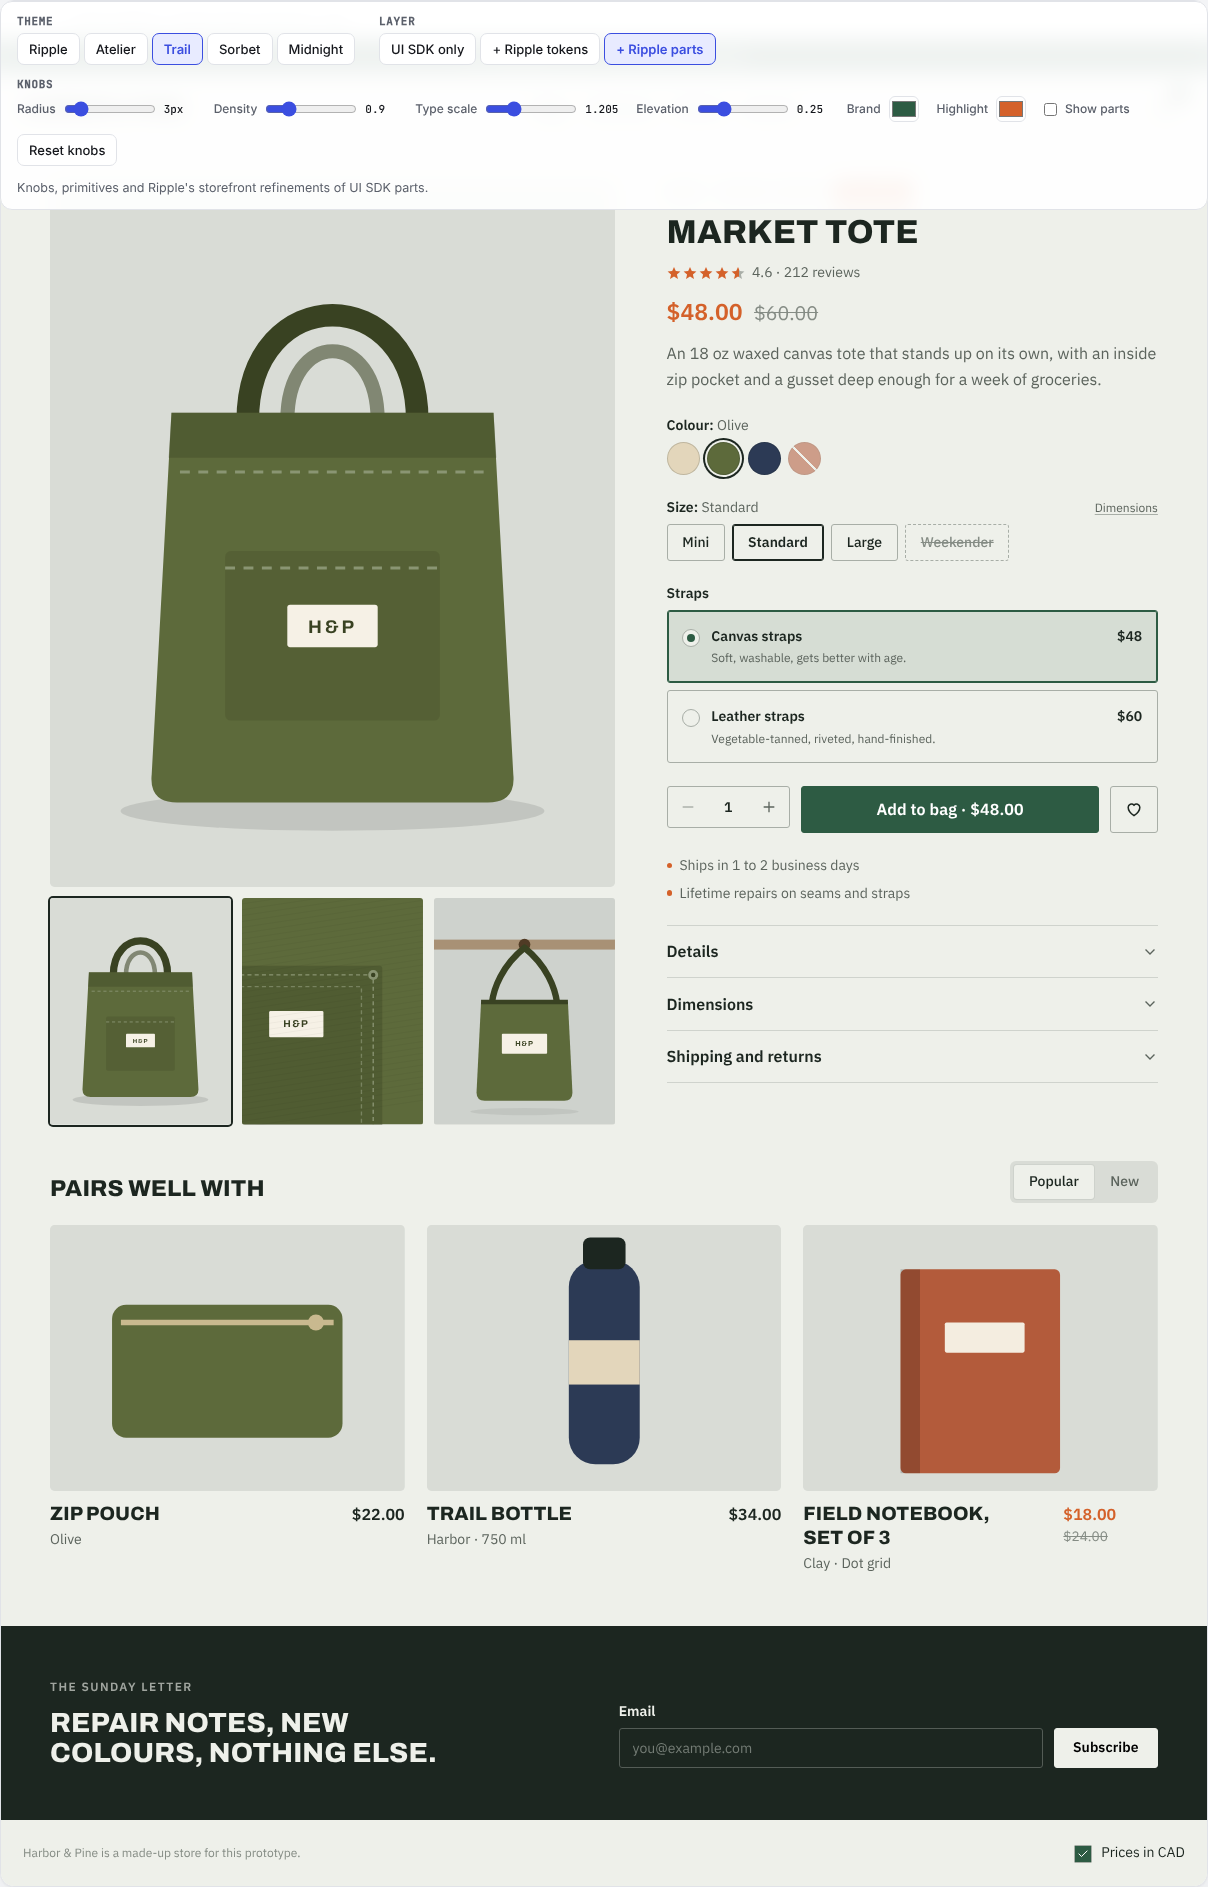 THEME
Ripple
Atelier
Trail
Sorbet
Midnight
LAYER
UI SDK only
+ Ripple tokens
+ Ripple parts
KNOBS
Radius 3px
Density 0.9
Type scale 1.205
Elevation 0.25
Brand
Highlight
Show parts
Reset knobs
Knobs, primitives and Ripple's storefront refinements of UI SDK parts.
H&P
H&P
H&P
H&P
MARKET TOTE
4.6 · 212 reviews
$48.00 $60.00
An 18 oz waxed canvas tote that stands up on its own, with an inside
zip pocket and a gusset deep enough for a week of groceries.
Colour: Olive
Size: Standard
Dimensions
Mini
Standard
Large
Weekender
Straps
Canvas straps $48
Soft, washable, gets better with age.
Leather straps $60
Vegetable-tanned, riveted, hand-finished.
1
Add to bag · $48.00
Ships in 1 to 2 business days
Lifetime repairs on seams and straps
Details
Dimensions
Shipping and returns
PAIRS WELL WITH
Popular
New
ZIP POUCH $22.00
Olive
TRAIL BOTTLE $34.00
Harbor · 750 ml
FIELD NOTEBOOK,
SET OF 3
$18.00
$24.00
Clay · Dot grid
THE SUNDAY LETTER
REPAIR NOTES, NEW
COLOURS, NOTHING ELSE.
Email
you@example.com
Subscribe
Harbor & Pine is a made-up store for this prototype.
Prices in CAD